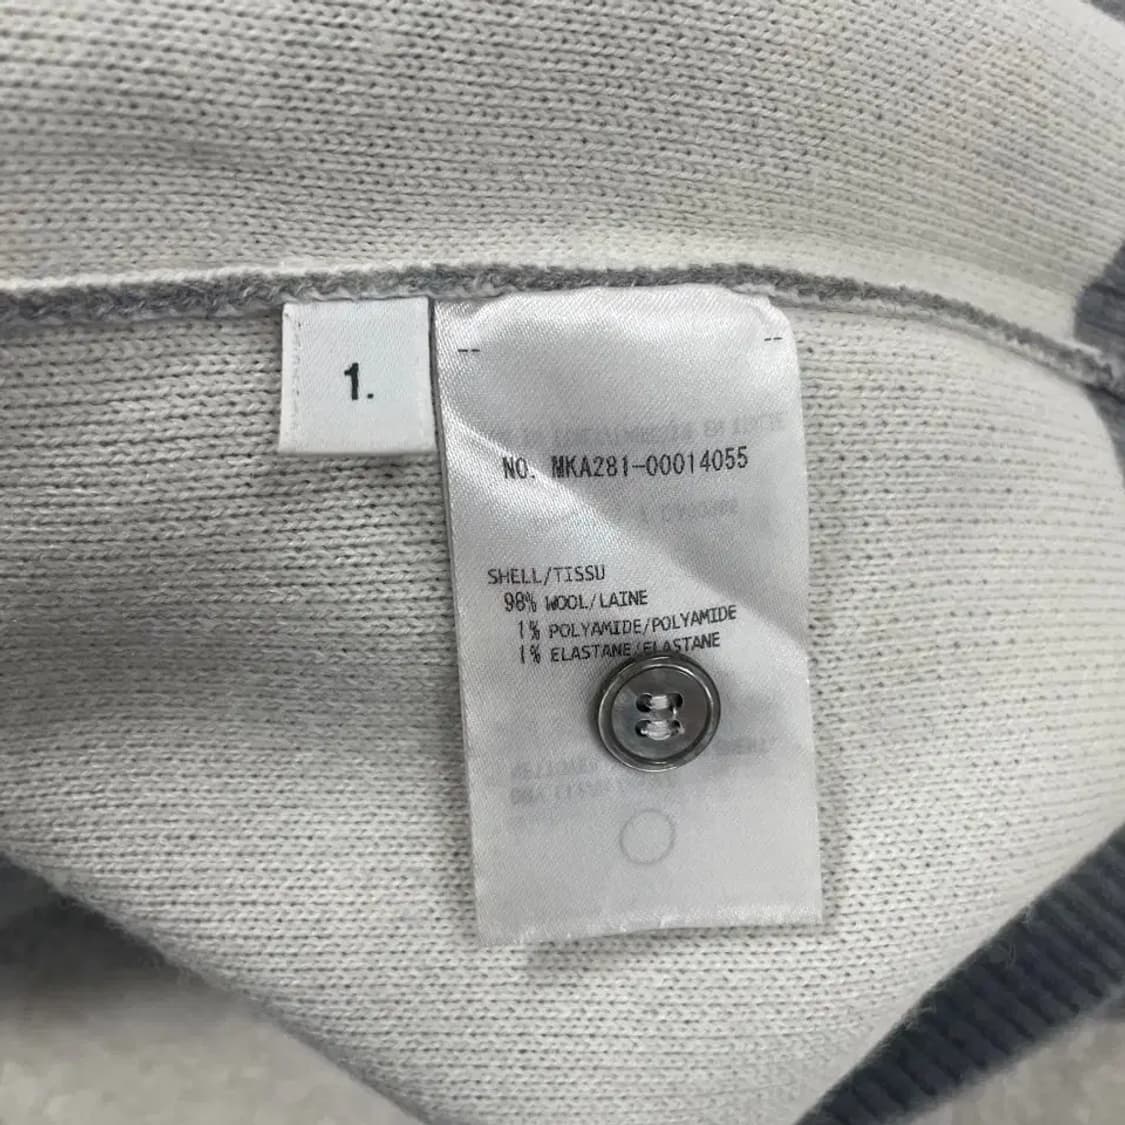 1.
NO. MKA281-00014055
SHELL/TISSU
98% WOOL/LAINE
1% POLYAMIDE/POLYAMIDE
1% ELASTANE/ELASTANE